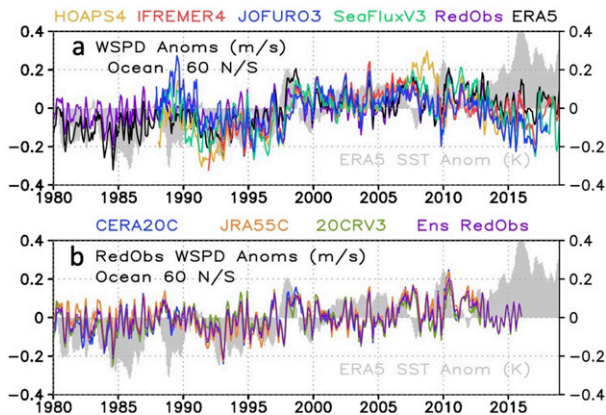 HOAPS4 IFREMER4 JOFURO3 SeaFluxV3 RedObs ERA5
0.4 0.4
a WSPD Anoms (m/s)
Ocean 60 N/S
0.2 0.2
0 0
-0.2 -0.2
ERA5 SST Anom (K)
-0.4 -0.4
1980 1985 1990 1995 2000 2005 2010 2015
CERA20C JRA55C 20CRV3 Ens RedObs
0.4 0.4
b RedObs WSPD Anoms (m/s)
Ocean 60 N/S
0.2 0.2
0 0
-0.2 -0.2
ERA5 SST Anom (K)
-0.4 -0.4
1980 1985 1990 1995 2000 2005 2010 2015